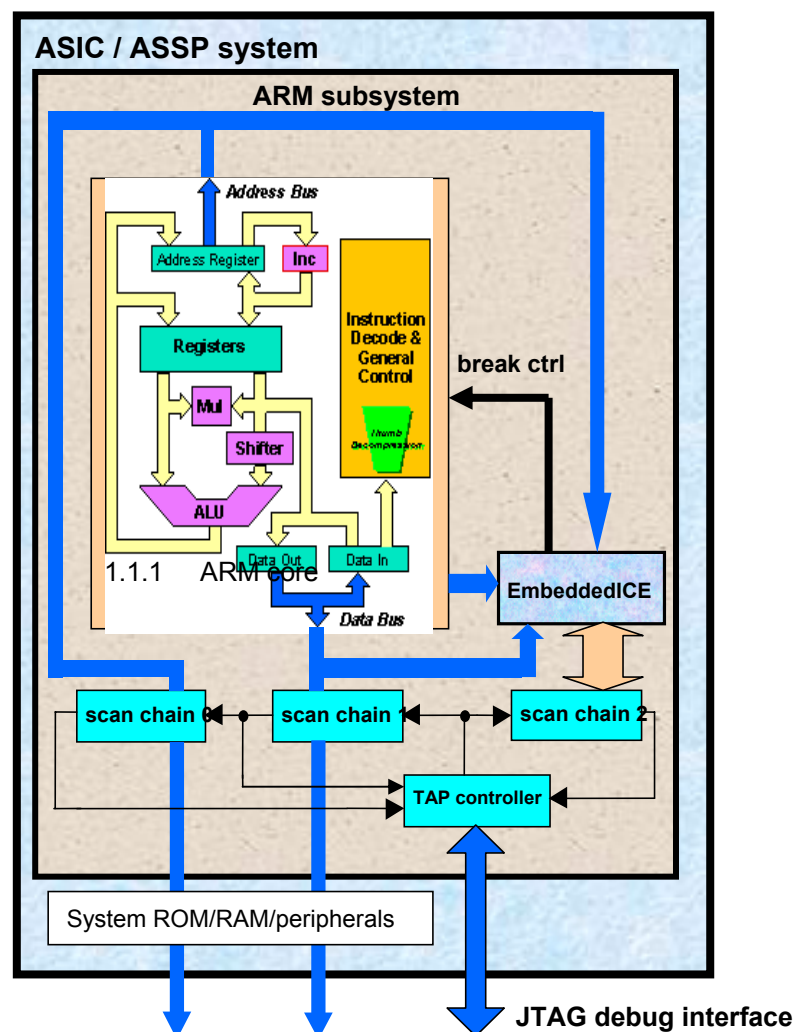 ASIC / ASSP system
ARM subsystem
Address Bus
Address Register
Inc
Registers
Instruction
Decode &
General
Control
break ctrl
Mul
Thumb
Decompression
Shifter
ALU
Data Out
Data In
1.1.1 ARM core
EmbeddedICE
Data Bus
scan chain 0
scan chain 1
scan chain 2
TAP controller
System ROM/RAM/peripherals
JTAG debug interface